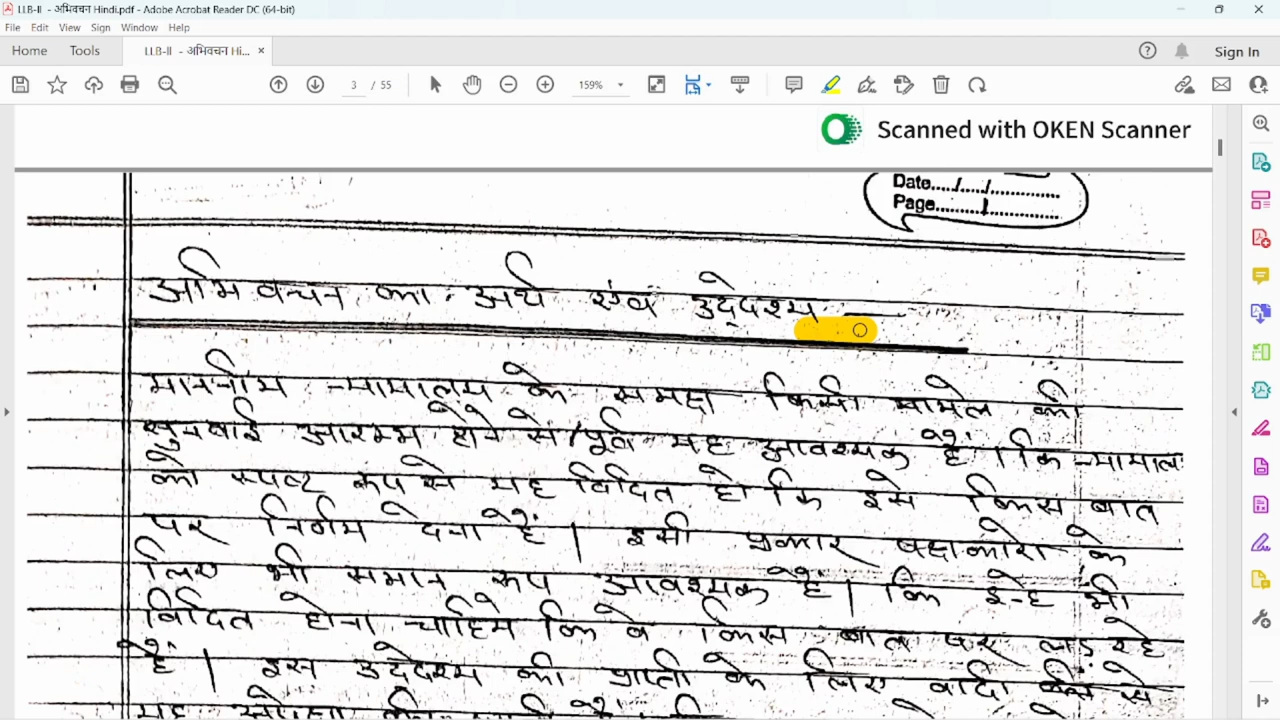 LLB-II - अभिवचन Hindi.pdf - Adobe Acrobat Reader DC (64-bit)
File Edit View Sign Window Help
Home Tools LLB-II - अभिवचन Hi... × Sign In
3 / 55 159%
Scanned with OKEN Scanner
Date..../..../............
Page........|............
अभिवचन का अर्थ एंव उद्देश्य —
माननीय न्यायालय के समक्ष किसी मामले की
सुनवाई आरम्भ होने से पूर्व यह आवश्यक है। कि न्यायाल
को स्पष्ट रूप से यह विदित हो कि इसे किस बात
पर निर्णय देना हैं | इसी प्रकार पक्षकारो के
लिए भी समान रूप आवश्यक हैं | कि इन्हे भी
विदित होना चाहिये कि वे किस बात पर लड़ रहे
हैं | इस उद्देश्य की प्राप्ती के लिए वादी से
यह अपेक्षा की